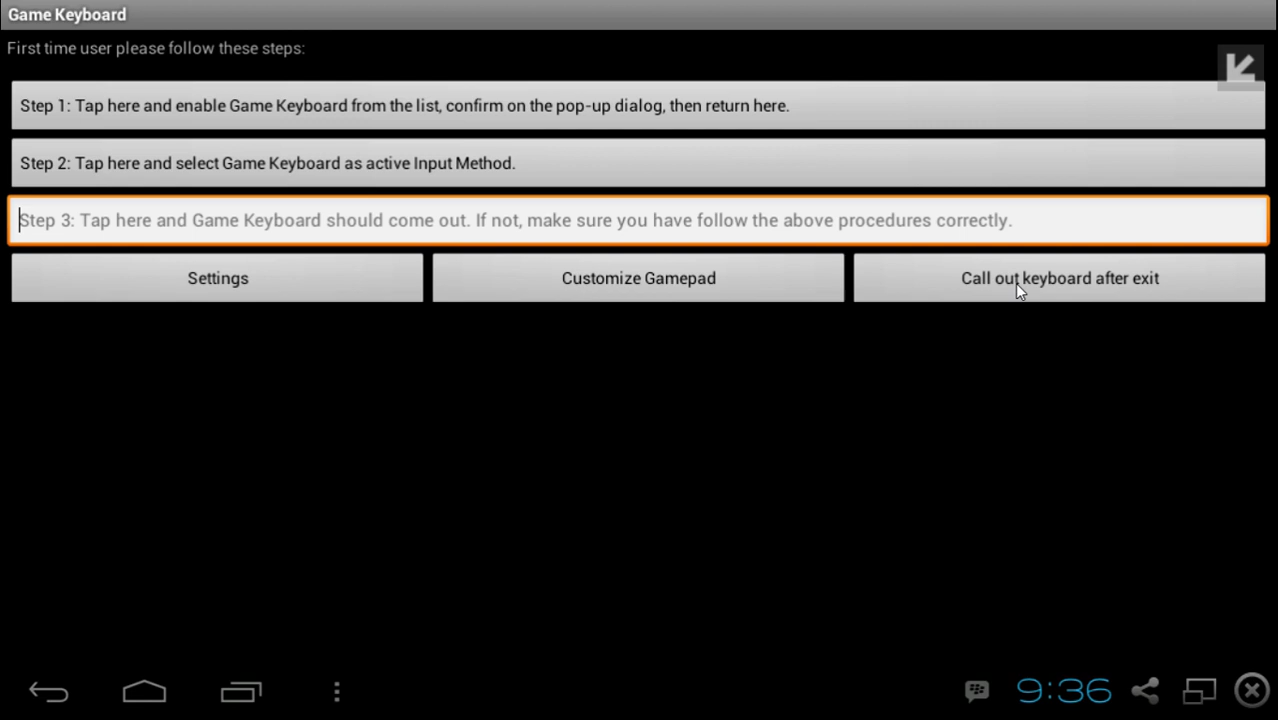 Game Keyboard
First time user please follow these steps:
Step 1: Tap here and enable Game Keyboard from the list, confirm on the pop-up dialog, then return here.
Step 2: Tap here and select Game Keyboard as active Input Method.
Step 3: Tap here and Game Keyboard should come out. If not, make sure you have follow the above procedures correctly.
Settings
Customize Gamepad
Call out keyboard after exit
9:36